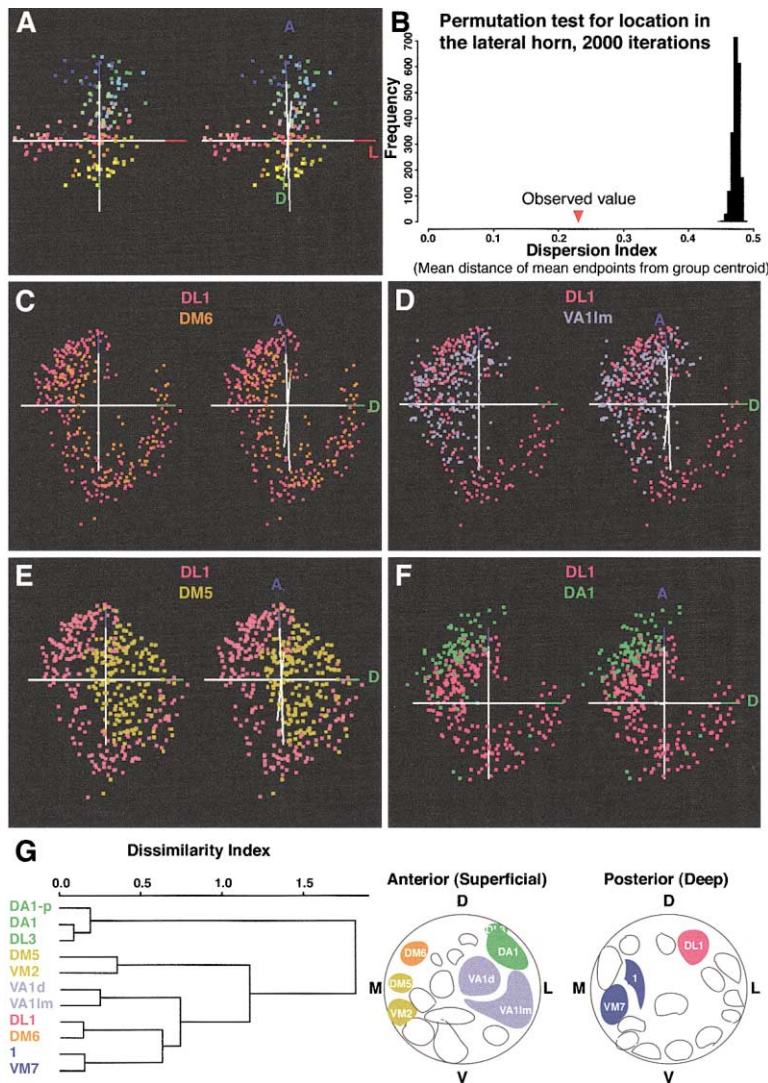 A
A
L
D
B
Permutation test for location in
the lateral horn, 2000 iterations
Frequency
700
600
500
400
300
200
100
0
Observed value
0.0 0.1 0.2 0.3 0.4 0.5
Dispersion Index
(Mean distance of mean endpoints from group centroid)
C
DL1
DM6
A
D
D
DL1
VA1lm
A
D
E
DL1
DM5
A
D
F
DL1
DA1
A
D
G
Dissimilarity Index
0.0 0.5 1.0 1.5
DA1-p
DA1
DL3
DM5
VM2
VA1d
VA1lm
DL1
DM6
1
VM7
Anterior (Superficial)
D
M
L
V
DM6
DA1
VA1d
DM5
VM2
VA1lm
Posterior (Deep)
D
M
L
V
DL1
1
VM7